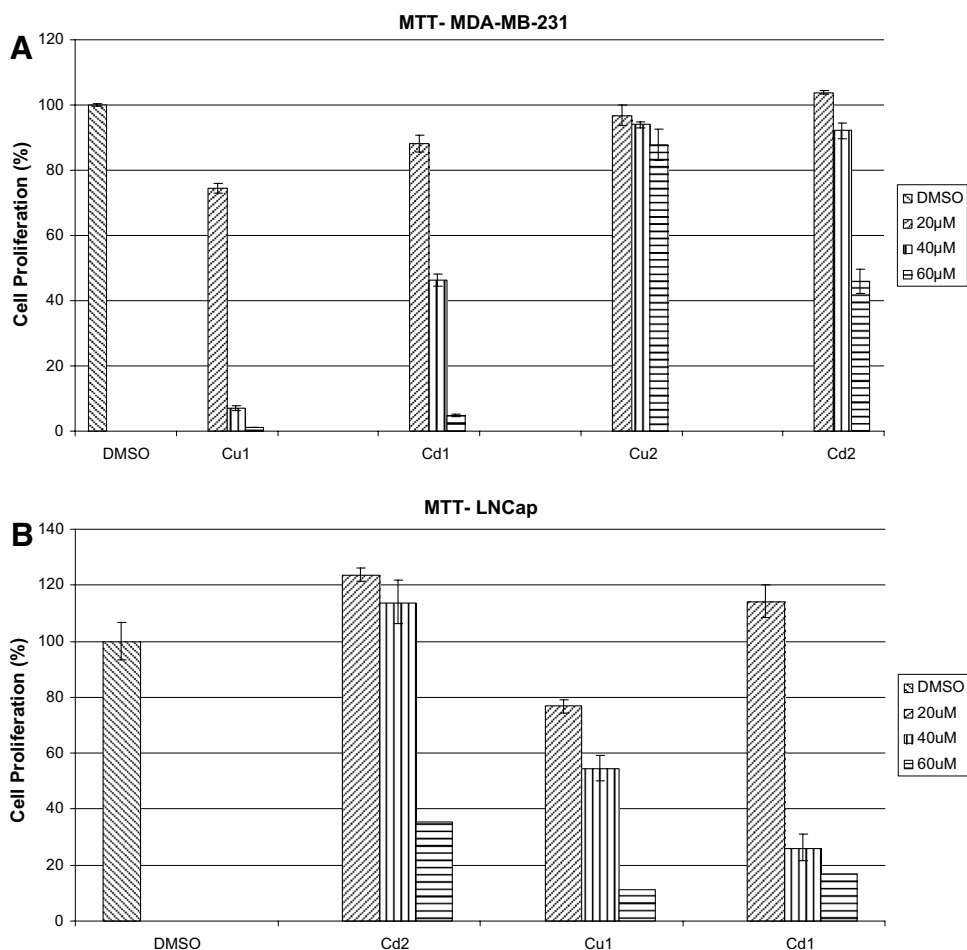 MTT- MDA-MB-231
A
120
100
80
60
40
20
0
Cell Proliferation (%)
DMSO Cu1 Cd1 Cu2 Cd2
DMSO
20µM
40µM
60µM
MTT- LNCap
B
140
120
100
80
60
40
20
0
Cell Proliferation (%)
DMSO Cd2 Cu1 Cd1
DMSO
20uM
40uM
60uM